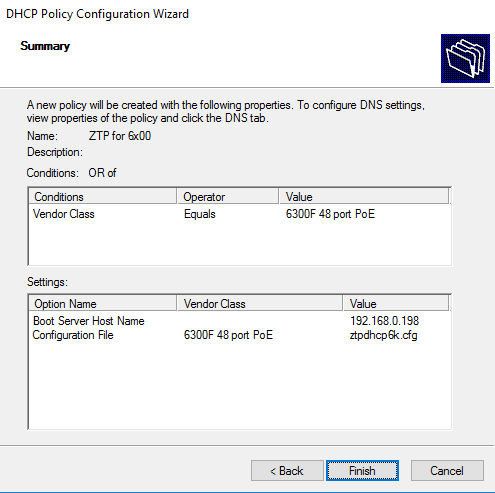 DHCP Policy Configuration Wizard
Summary
A new policy will be created with the following properties. To configure DNS settings,
view properties of the policy and click the DNS tab.
Name: ZTP for 6x00
Description:
Conditions: OR of
Conditions Operator Value
Vendor Class Equals 6300F 48 port PoE
Settings:
Option Name Vendor Class Value
Boot Server Host Name 192.168.0.198
Configuration File 6300F 48 port PoE ztpdhcp6k.cfg
< Back Finish Cancel